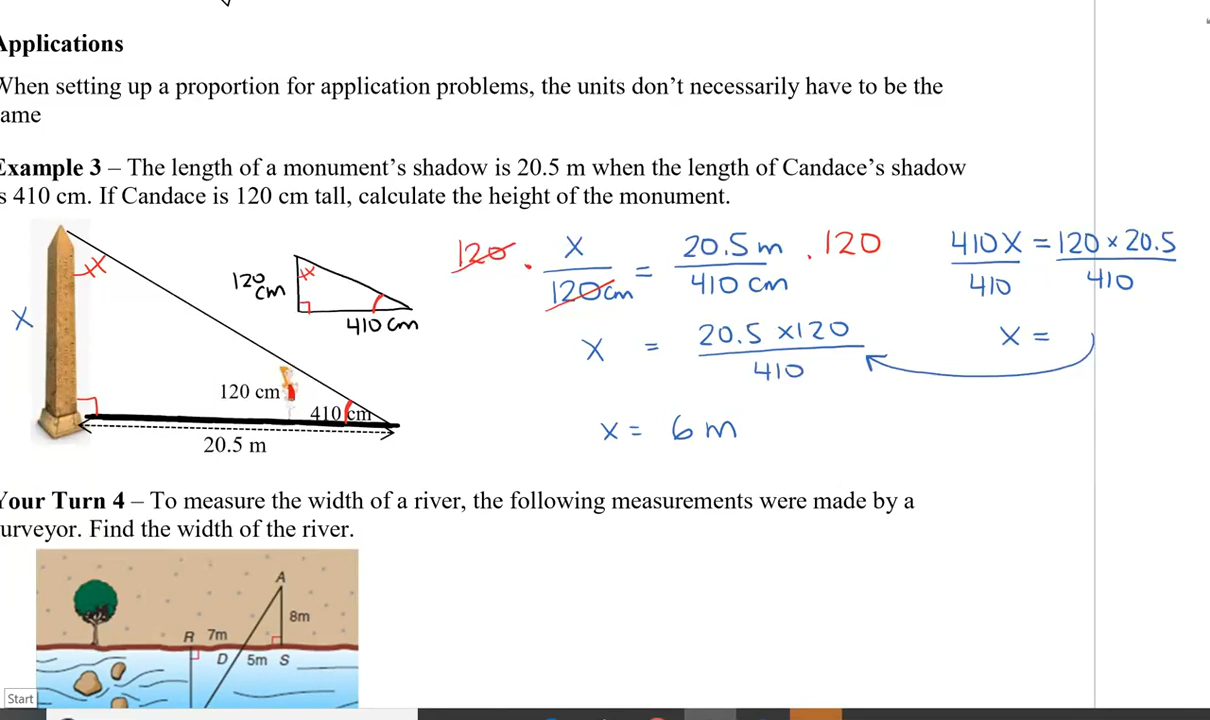 Applications
When setting up a proportion for application problems, the units don't necessarily have to be the
ame
Example 3 – The length of a monument's shadow is 20.5 m when the length of Candace's shadow
s 410 cm. If Candace is 120 cm tall, calculate the height of the monument.
120 · x / 120cm = 20.5 m / 410 cm . 120
410x / 410 = 120 × 20.5 / 410
120 cm
410 cm
x
x = 20.5 ×120 / 410
x =
120 cm
410 cm
20.5 m
x = 6 m
Your Turn 4 – To measure the width of a river, the following measurements were made by a
urveyor. Find the width of the river.
A
8m
R 7m
D 5m S
Start